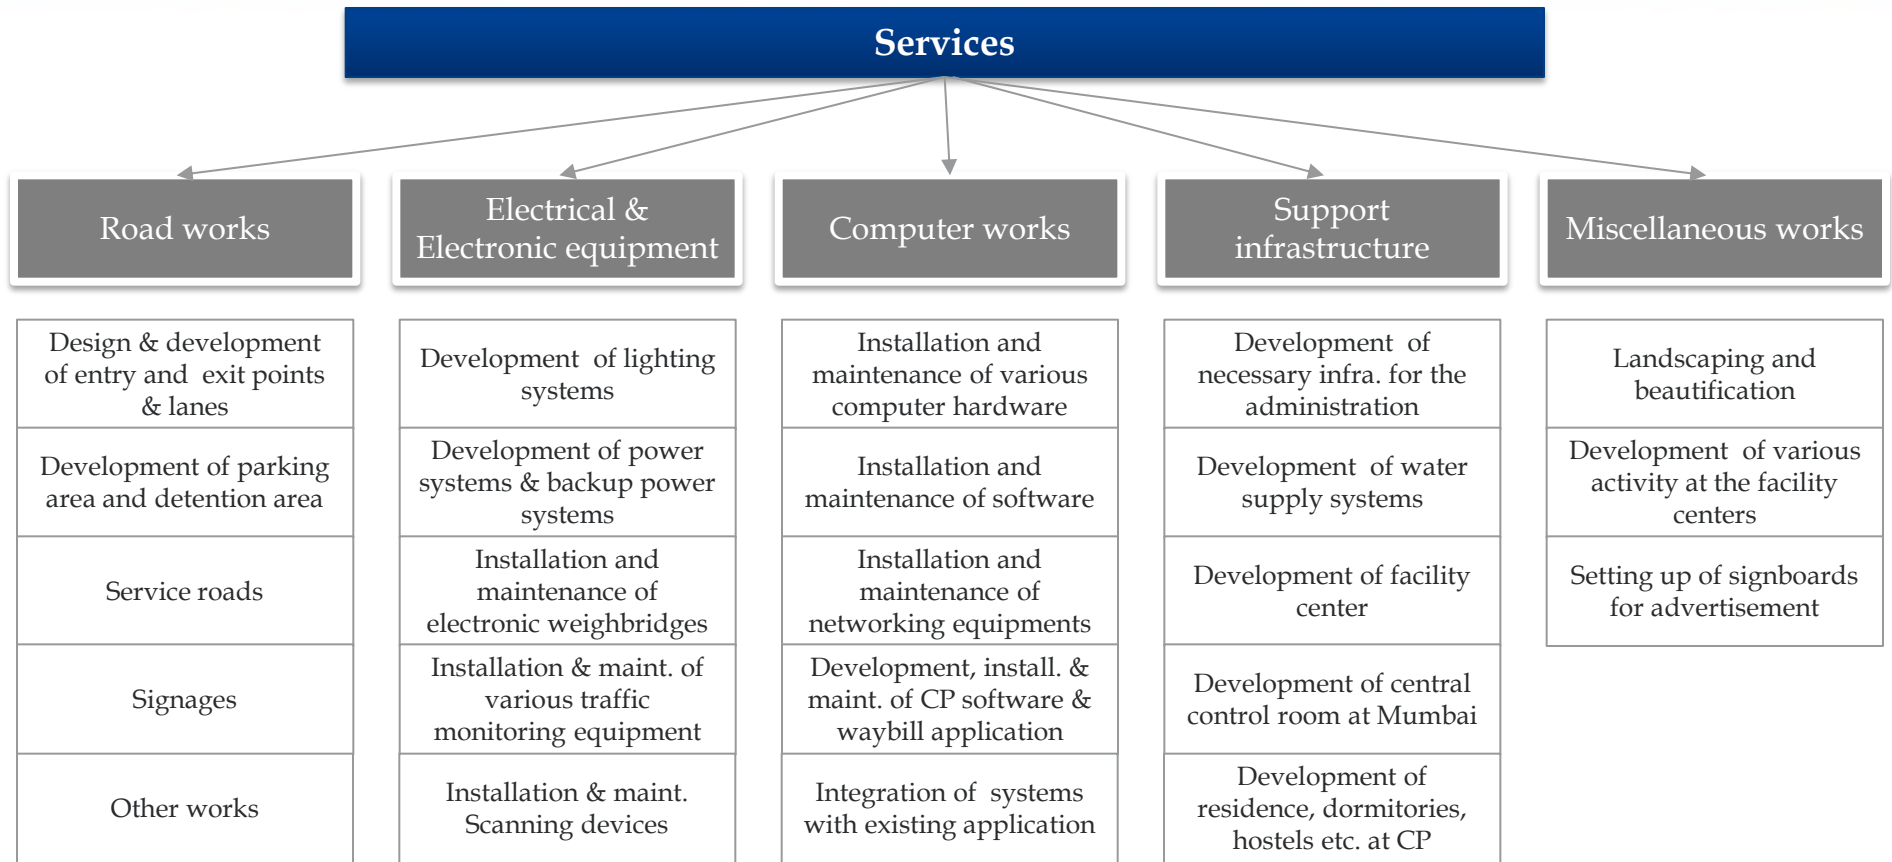 Services
Road works
Electrical &
Electronic equipment
Computer works
Support
infrastructure
Miscellaneous works
Design & development
of entry and exit points
& lanes
Development of parking
area and detention area
Service roads
Signages
Other works
Development of lighting
systems
Development of power
systems & backup power
systems
Installation and
maintenance of
electronic weighbridges
Installation & maint. of
various traffic
monitoring equipment
Installation & maint.
Scanning devices
Installation and
maintenance of various
computer hardware
Installation and
maintenance of software
Installation and
maintenance of
networking equipments
Development, install. &
maint. of CP software &
waybill application
Integration of systems
with existing application
Development of
necessary infra. for the
administration
Development of water
supply systems
Development of facility
center
Development of central
control room at Mumbai
Development of
residence, dormitories,
hostels etc. at CP
Landscaping and
beautification
Development of various
activity at the facility
centers
Setting up of signboards
for advertisement